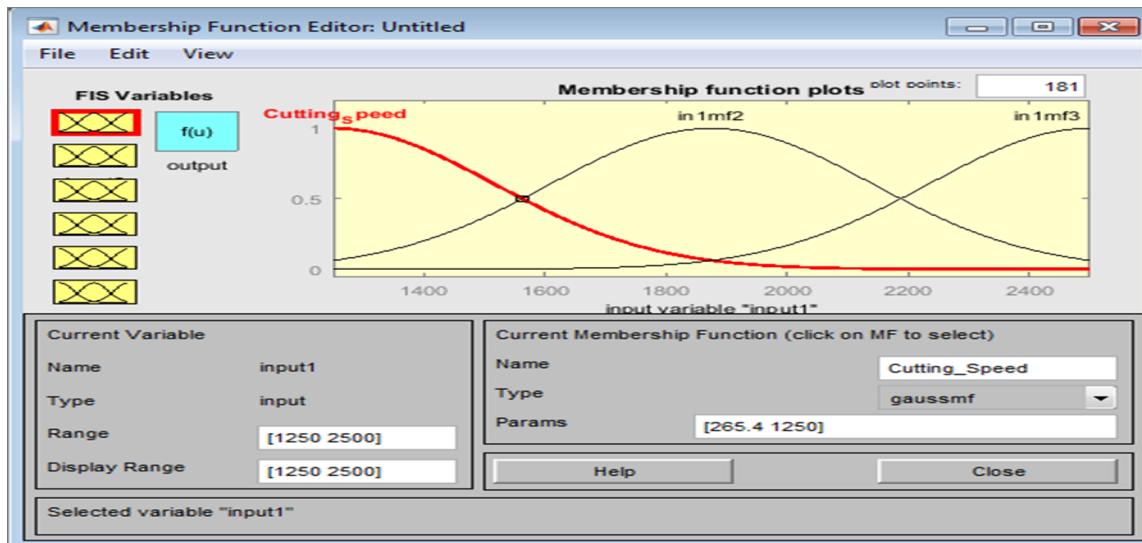 Membership Function Editor: Untitled
File Edit View
FIS Variables
f(u)
output
Membership function plots
plot points:
181
Cutting_Speed
in1mf2
in1mf3
1
0.5
0
1400 1600 1800 2000 2200 2400
input variable "input1"
Current Variable
Name input1
Type input
Range [1250 2500]
Display Range [1250 2500]
Current Membership Function (click on MF to select)
Name Cutting_Speed
Type gaussmf
Params [265.4 1250]
Help Close
Selected variable "input1"